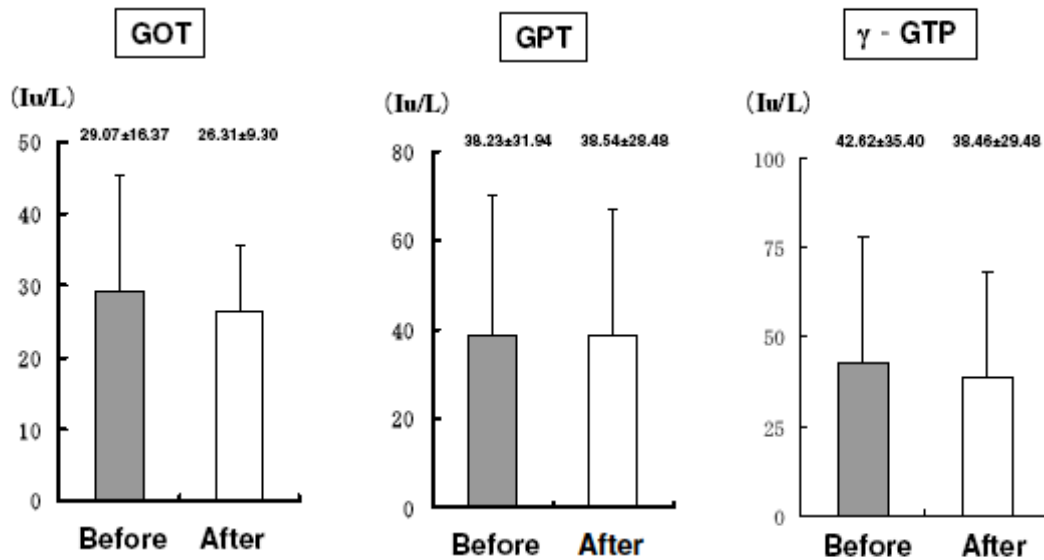 GOT
(Iu/L)
29.07±16.37 26.31±9.30
50
40
30
20
10
0
Before After
GPT
(Iu/L)
38.23±31.94 38.54±28.48
80
60
40
20
0
Before After
γ - GTP
(Iu/L)
42.62±35.40 38.46±29.48
100
75
50
25
0
Before After